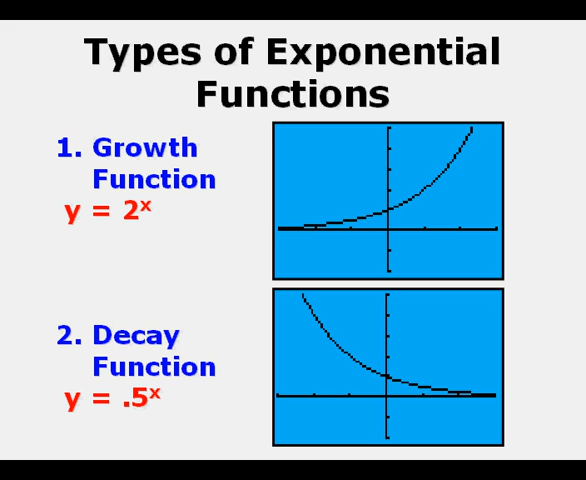 Types of Exponential
Functions
1. Growth
Function
y = 2ˣ
2. Decay
Function
y = .5ˣ